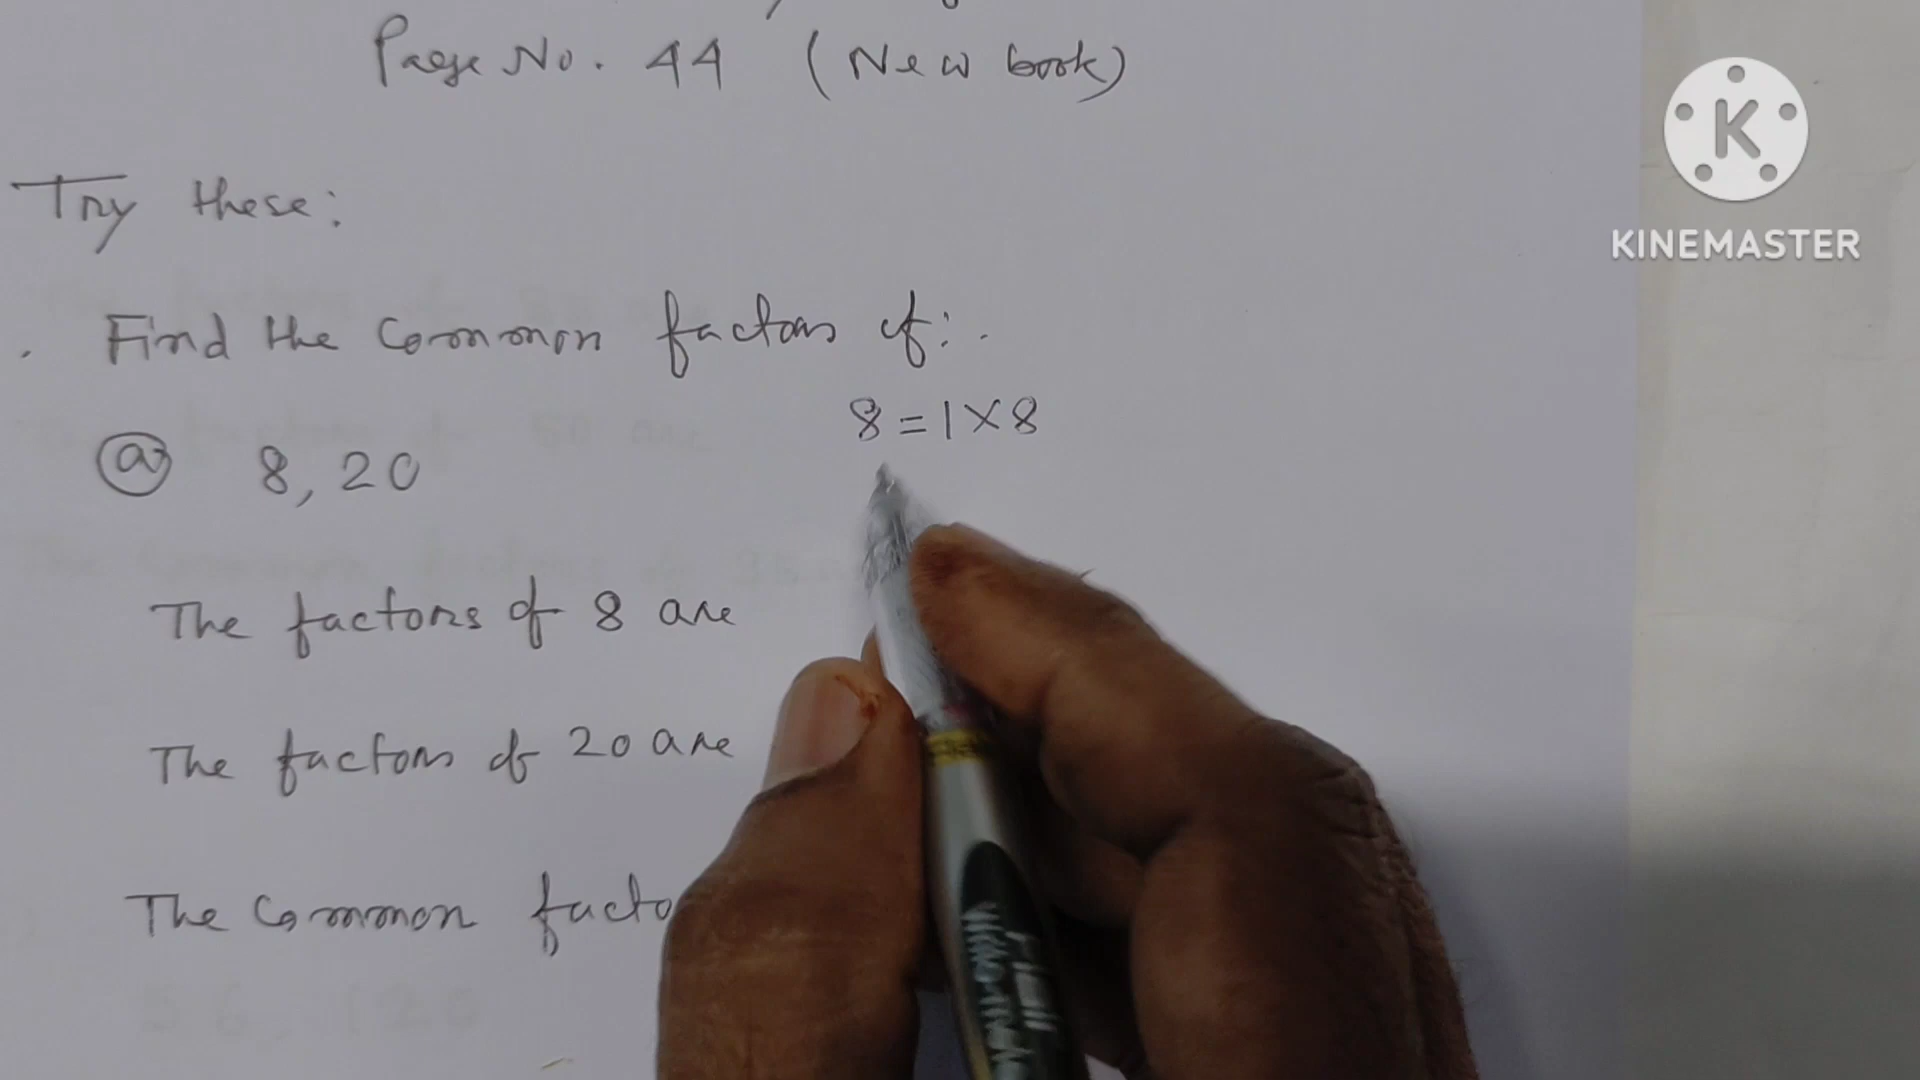 Page No. 44 (New book)
K
KINEMASTER
Try these:
. Find the Common factors of:-
8 = 1 × 8
(a) 8, 20
The factors of 8 are
The factors of 20 are
The Common facto